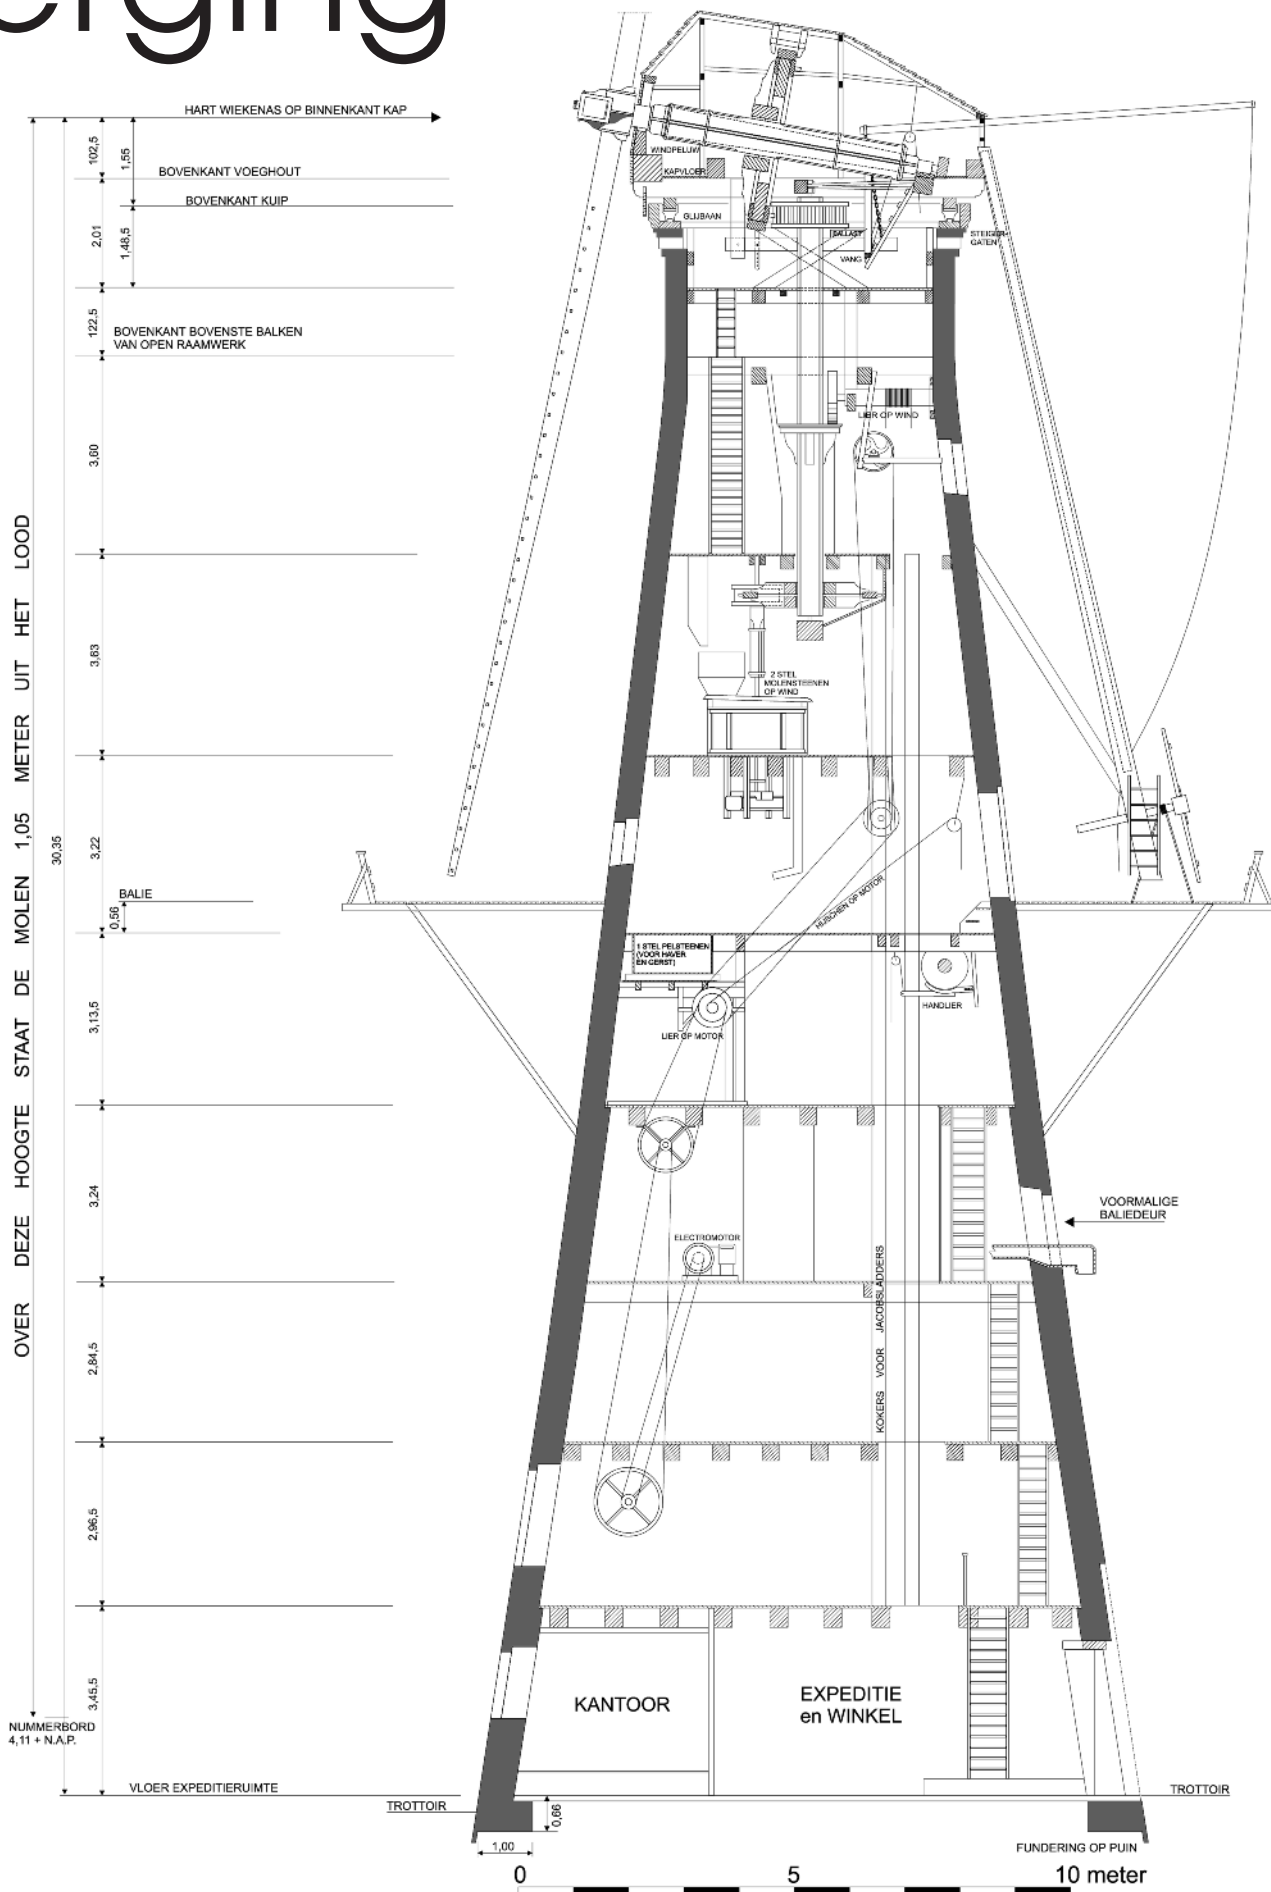 erging
HART WIEKENAS OP BINNENKANT KAP
102,5
1,55
BOVENKANT VOEGHOUT
BOVENKANT KUIP
2,01
1.48,5
WINDPELUW
KAPVLOER
GLIJBAAN
BALLAST
VANG
STEIGER-
GATEN
122,5
BOVENKANT BOVENSTE BALKEN
VAN OPEN RAAMWERK
LIER OP WIND
3,60
OVER DEZE HOOGTE STAAT DE MOLEN 1,05 METER UIT HET LOOD
30,35
3,63
2 STEL
MOLENSTEENEN
OP WIND
3,22
BALIE
0,56
HIJSCHEN OP MOTOR
1 STEL PELSTEENEN
(VOOR HAVER
EN GERST)
3,13,5
HANDLIER
LIER OP MOTOR
3,24
VOORMALIGE
BALIEDEUR
ELECTROMOTOR
KOKERS VOOR JACOBSLADDERS
2,84,5
2,96,5
3,45,5
KANTOOR
EXPEDITIE
en WINKEL
NUMMERBORD
4,11 + N.A.P.
VLOER EXPEDITIERUIMTE
TROTTOIR
TROTTOIR
0,66
1,00
FUNDERING OP PUIN
0 5 10 meter